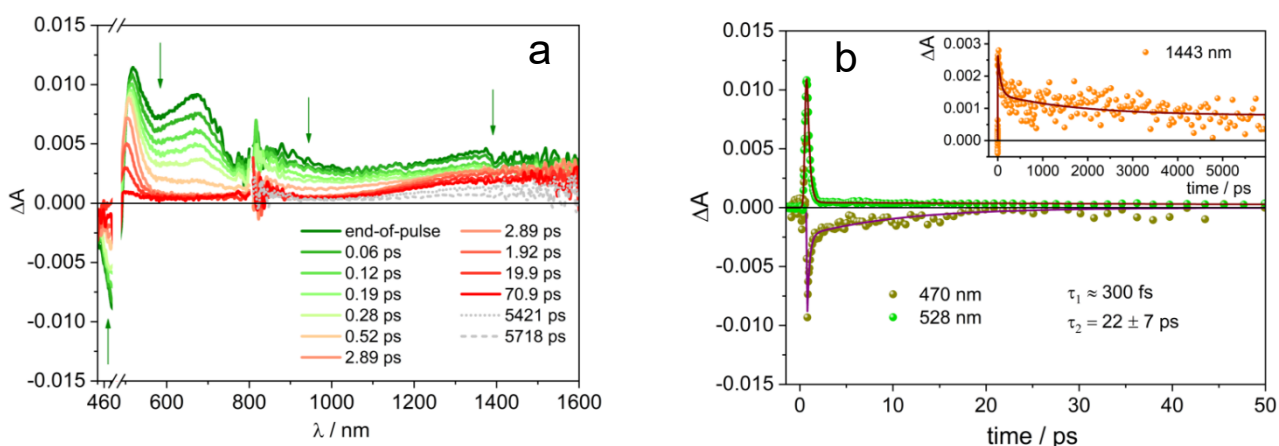 a
0.015
0.010
0.005
0.000
-0.005
-0.010
-0.015
ΔA
end-of-pulse
0.06 ps
0.12 ps
0.19 ps
0.28 ps
0.52 ps
2.89 ps
2.89 ps
1.92 ps
19.9 ps
70.9 ps
5421 ps
5718 ps
460 600 800 1000 1200 1400 1600
λ / nm
b
0.015
0.010
0.005
0.000
-0.005
-0.010
-0.015
ΔA
ΔA
0.003
0.002
0.001
0.000
1443 nm
0 1000 2000 3000 4000 5000
time / ps
470 nm
528 nm
τ1 ≈ 300 fs
τ2 = 22 ± 7 ps
0 10 20 30 40 50
time / ps